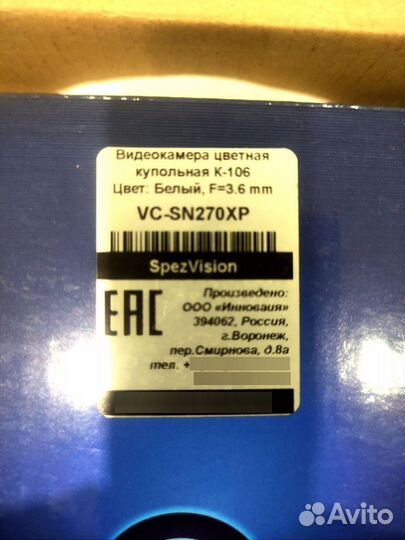 Видеокамера цветная
купольная К-106
Цвет: Белый, F=3.6 mm
VC-SN270XP
SpezVision
EAC
Произведено:
ООО «Инноваия»
394062, Россия,
г.Воронеж,
пер.Смирнова, д.8а
тел. +
Avito